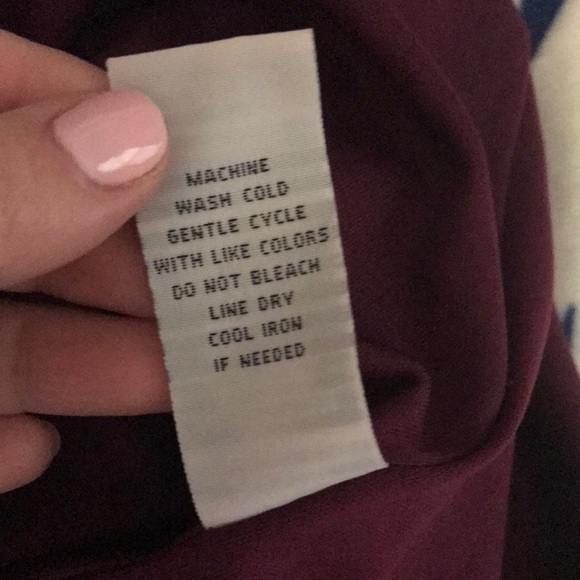 MACHINE
WASH COLD
GENTLE CYCLE
WITH LIKE COLORS
DO NOT BLEACH
LINE DRY
COOL IRON
IF NEEDED